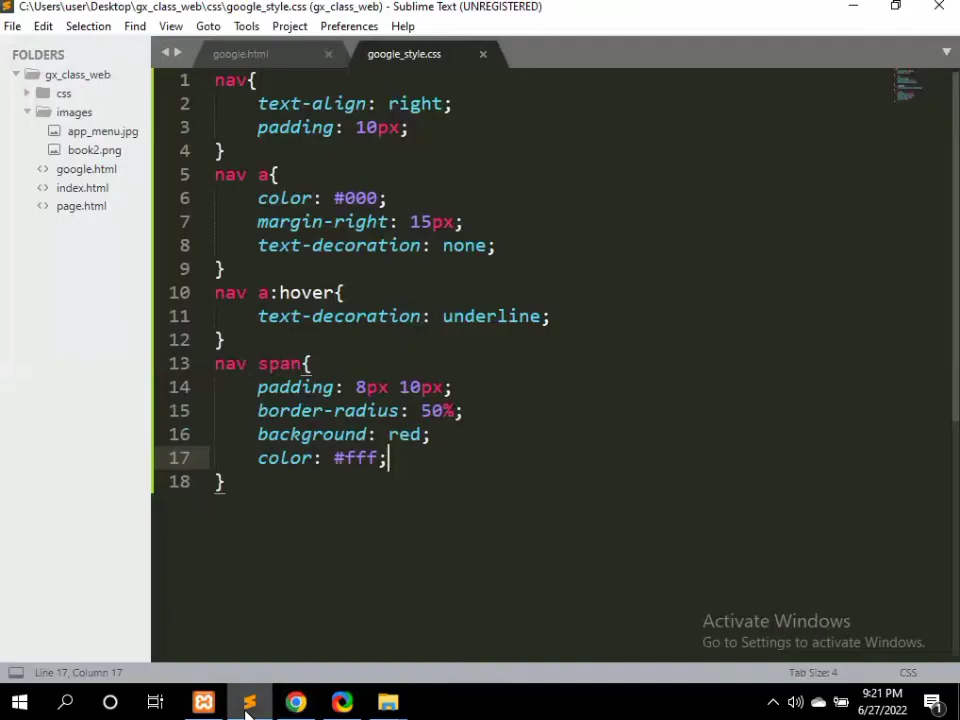 C:\Users\user\Desktop\gx_class_web\css\google_style.css (gx_class_web) - Sublime Text (UNREGISTERED)
File Edit Selection Find View Goto Tools Project Preferences Help
FOLDERS
gx_class_web
css
images
app_menu.jpg
book2.png
google.html
index.html
page.html
google.html
google_style.css
1 nav{
2 text-align: right;
3 padding: 10px;
4 }
5 nav a{
6 color: #000;
7 margin-right: 15px;
8 text-decoration: none;
9 }
10 nav a:hover{
11 text-decoration: underline;
12 }
13 nav span{
14 padding: 8px 10px;
15 border-radius: 50%;
16 background: red;
17 color: #fff;
18 }
Activate Windows
Go to Settings to activate Windows.
Line 17, Column 17
Tab Size: 4
CSS
9:21 PM
6/27/2022
1